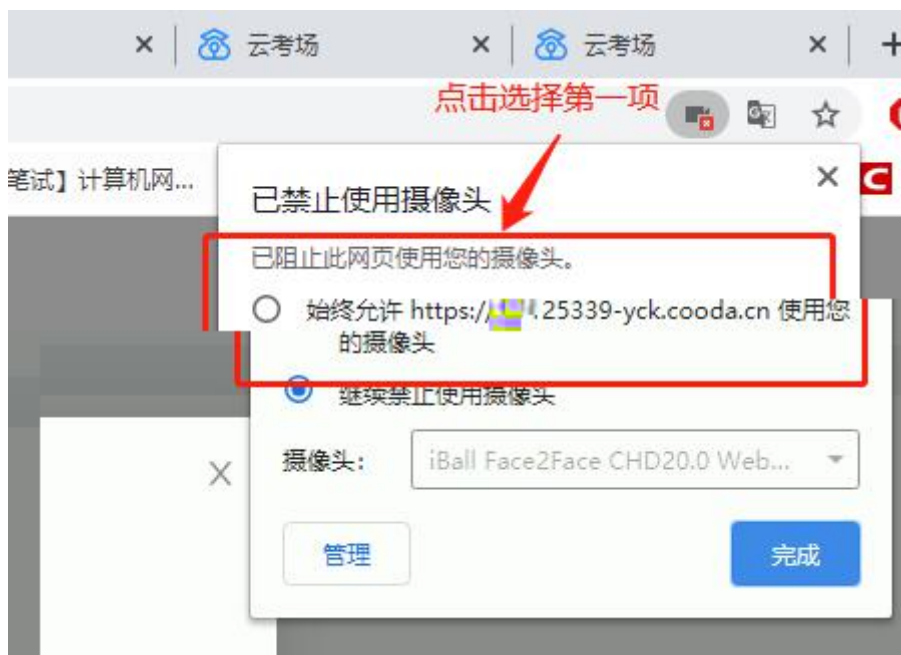 云考场
云考场
点击选择第一项
笔试】计算机网...
已禁止使用摄像头
已阻止此网页使用您的摄像头。
始终允许 https://.25339-yck.cooda.cn 使用您
的摄像头
继续禁止使用摄像头
摄像头:
iBall Face2Face CHD20.0 Web...
管理
完成